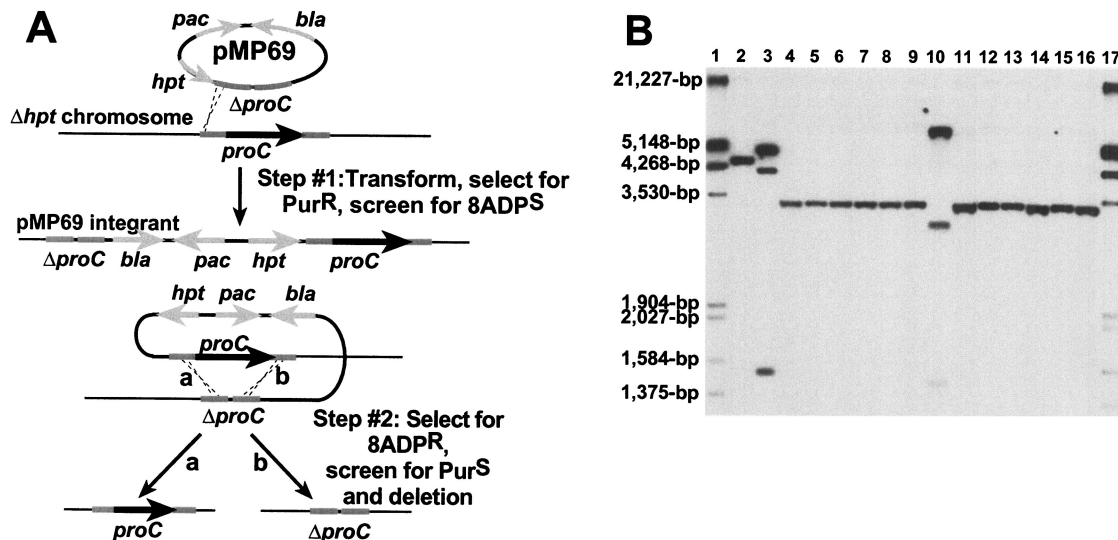 A
pac
bla
pMP69
hpt
ΔproC
Δhpt chromosome
proC
Step #1:Transform, select for
PurR, screen for 8ADPS
pMP69 integrant
ΔproC
bla
pac
hpt
proC
hpt
pac
bla
proC
a
b
ΔproC
Step #2: Select for
8ADPR,
screen for PurS
and deletion
a
b
proC
ΔproC
B
1 2 3 4 5 6 7 8 9 10 11 12 13 14 15 16 17
21,227-bp
5,148-bp
4,268-bp
3,530-bp
1,904-bp
2,027-bp
1,584-bp
1,375-bp